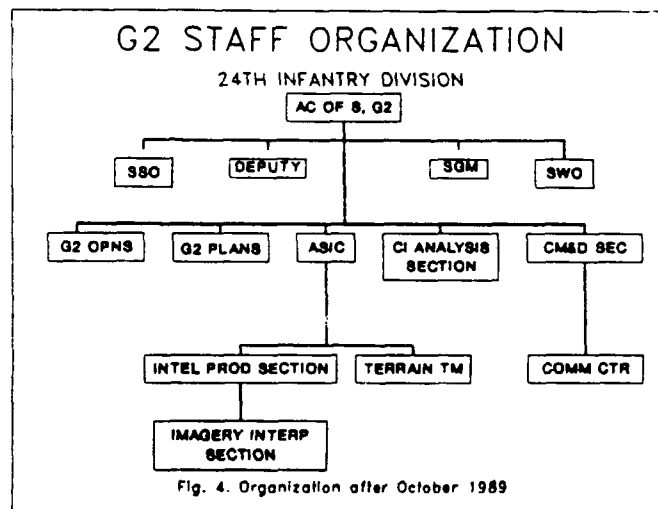 G2 STAFF ORGANIZATION
24TH INFANTRY DIVISION
AC OF S, G2
SSO
DEPUTY
SGM
SWO
G2 OPNS
G2 PLANS
ASIC
CI ANALYSIS
SECTION
CM&D SEC
INTEL PROD SECTION
TERRAIN TM
COMM CTR
IMAGERY INTERP
SECTION
Fig. 4. Organization after October 1989